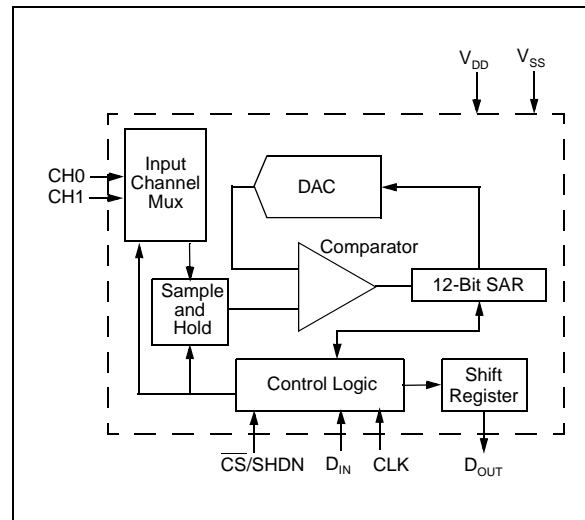 V_DD V_SS
CH0
CH1
Input
Channel
Mux
DAC
Comparator
Sample
and
Hold
12-Bit SAR
Control Logic
Shift
Register
C̅S̅/SHDN D_IN CLK D_OUT